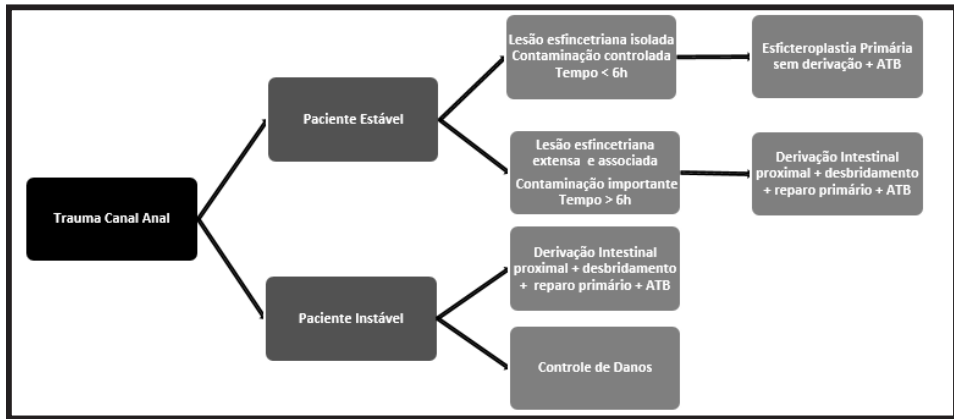 Trauma Canal Anal
Paciente Estável
Lesão esfincetriana isolada
Contaminação controlada
Tempo < 6h
Esficteroplastia Primária
sem derivação + ATB
Lesão esfincetriana
extensa e associada
Contaminação importante
Tempo > 6h
Derivação Intestinal
proximal + desbridamento
+ reparo primário + ATB
Paciente Instável
Derivação Intestinal
proximal + desbridamento
+ reparo primário + ATB
Controle de Danos